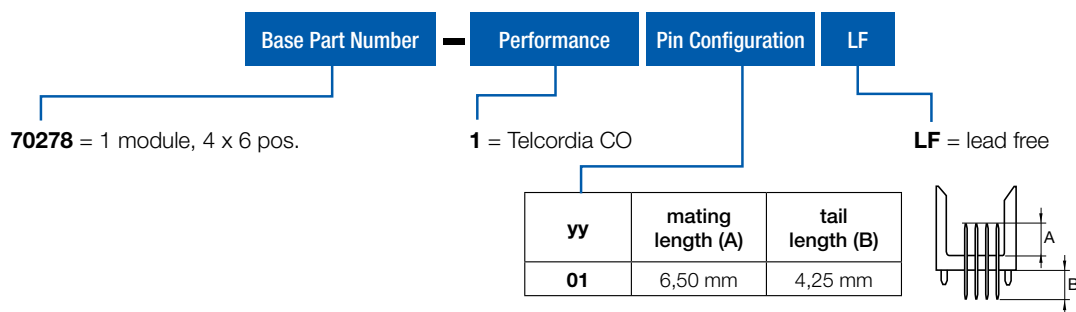 Base Part Number - Performance Pin Configuration LF
70278 = 1 module, 4 x 6 pos.
1 = Telcordia CO
LF = lead free
yy mating length (A) tail length (B)
01 6,50 mm 4,25 mm
A
B